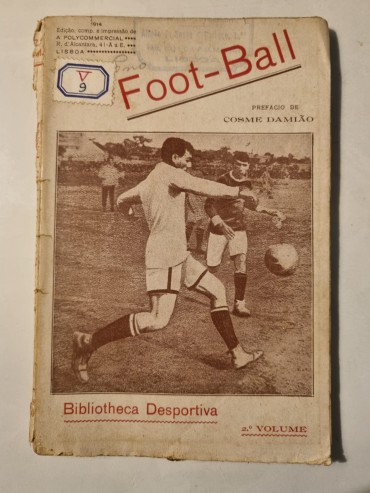 1914
Edição, comp. e impressão de
A POLYCOMMERCIAL
R. d'Alcantara, 41-A a E.
LISBOA
V
9
Foot-Ball
PREFACIO DE
COSME DAMIÃO
Bibliotheca Desportiva
2.º VOLUME